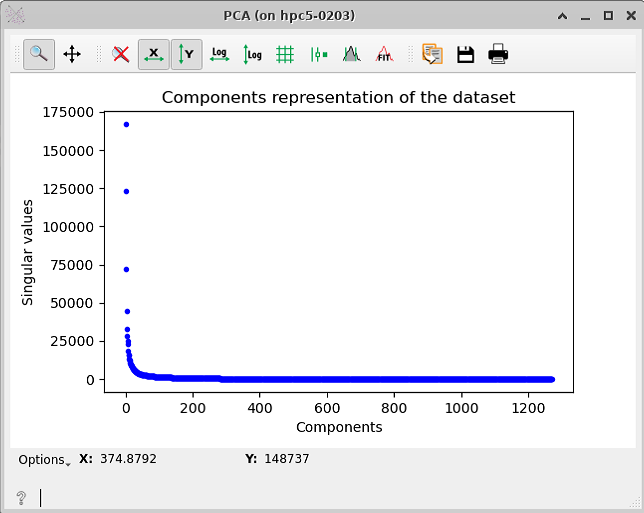 PCA (on hpc5-0203)
X Y Log Log FIT
Components representation of the dataset
175000
150000
125000
100000
75000
50000
25000
0
Singular values
0 200 400 600 800 1000 1200
Components
Options, X: 374.8792 Y: 148737
?